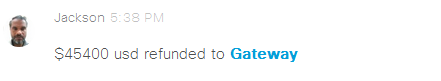 Jackson 5:38 PM
$45400 usd refunded to Gateway